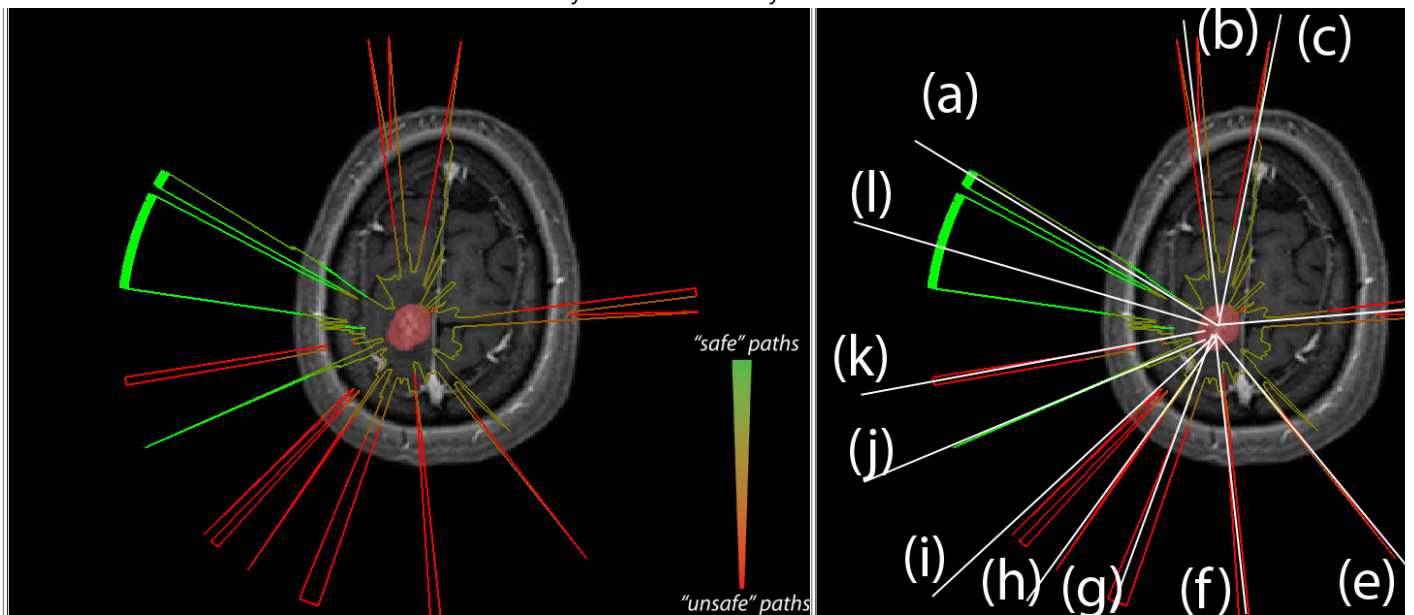 "safe" paths
"unsafe" paths
(a)
(b)
(c)
(l)
(k)
(j)
(i)
(h)
(g)
(f)
(e)